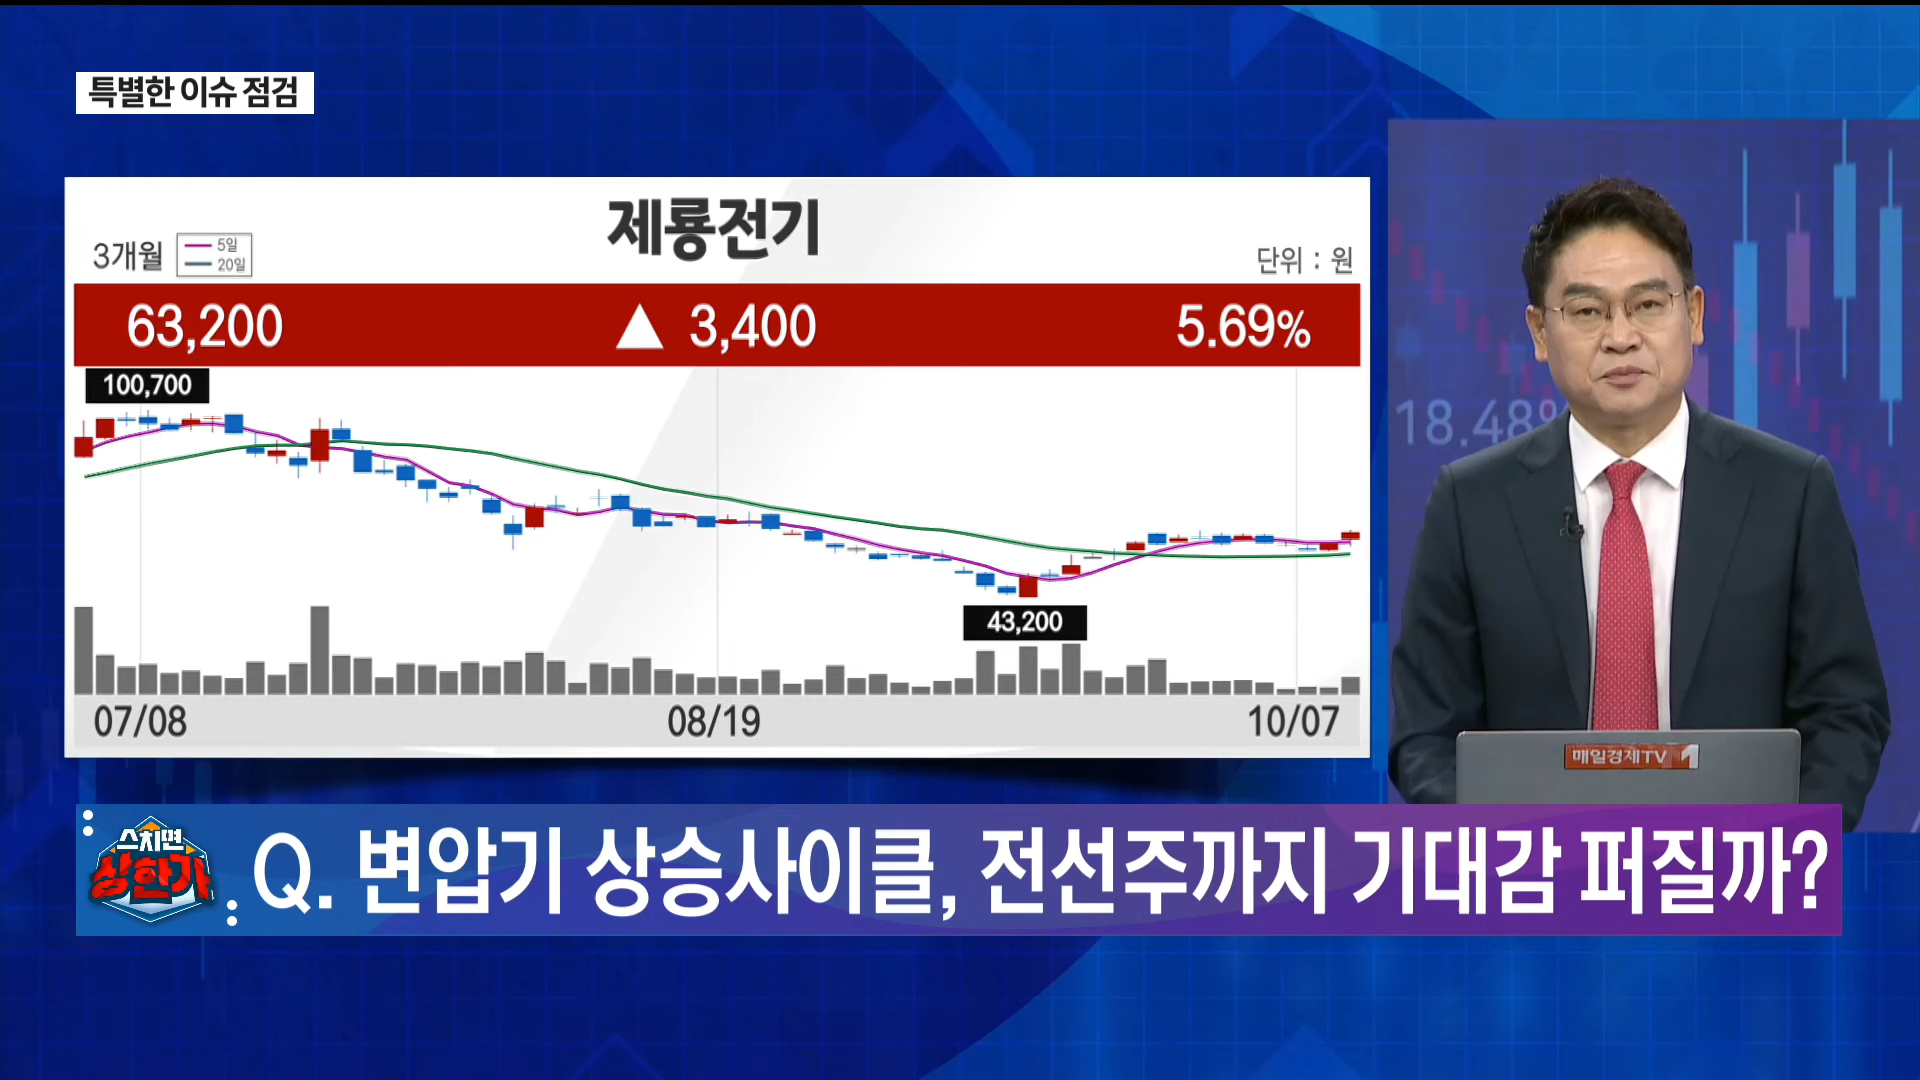 특별한 이슈 점검
제룡전기
3개월
5일
20일
단위 : 원
63,200 ▲ 3,400 5.69%
100,700
43,200
07/08 08/19 10/07
18.48%
매일경제TV 1
스치면
상한가
Q. 변압기 상승사이클, 전선주까지 기대감 퍼질까?